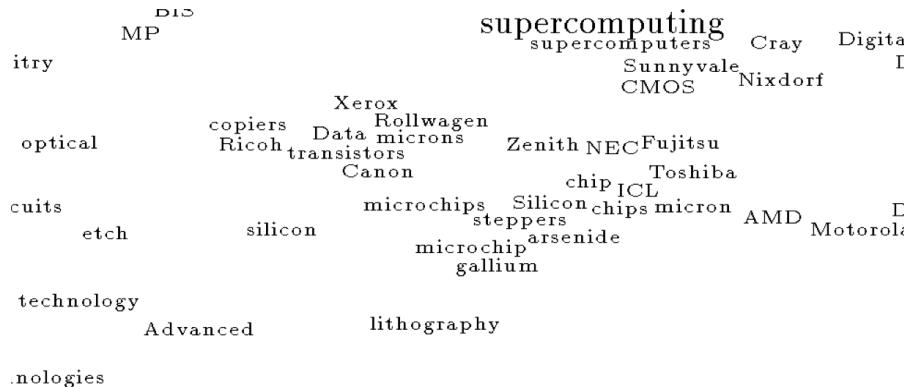 BIS
MP
supercomputing
supercomputers
Cray
Digita
itry
Sunnyvale
Nixdorf
CMOS
Xerox
copiers
Rollwagen
optical
Ricoh
Data
microns
transistors
Zenith
NEC
Fujitsu
Canon
Toshiba
chip
ICL
cuits
microchips
Silicon
chips
micron
steppers
AMD
Motorola
etch
silicon
arsenide
microchip
gallium
technology
Advanced
lithography
nologies